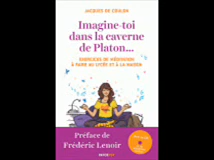 JACQUES DE COULON
Imagine-toi
dans la caverne
de Platon...
EXERCICES DE MÉDITATION
À FAIRE AU LYCÉE ET À LA MAISON
Préface de
Frédéric Lenoir